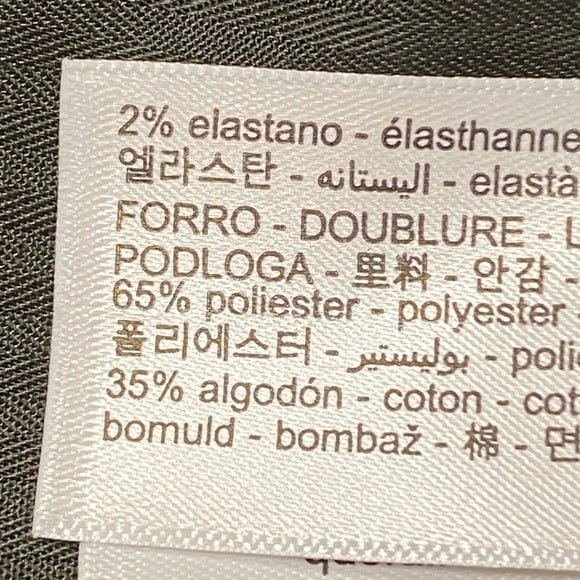 2% elastano - élasthanne
엘라스탄 - اليستانه - elastà
FORRO - DOUBLURE - L
PODLOGA - 里料 - 안감 -
65% poliester - polyester
폴리에스터 - بوليستير - polie
35% algodón - coton - cot
bomuld - bombaž - 棉 - 면